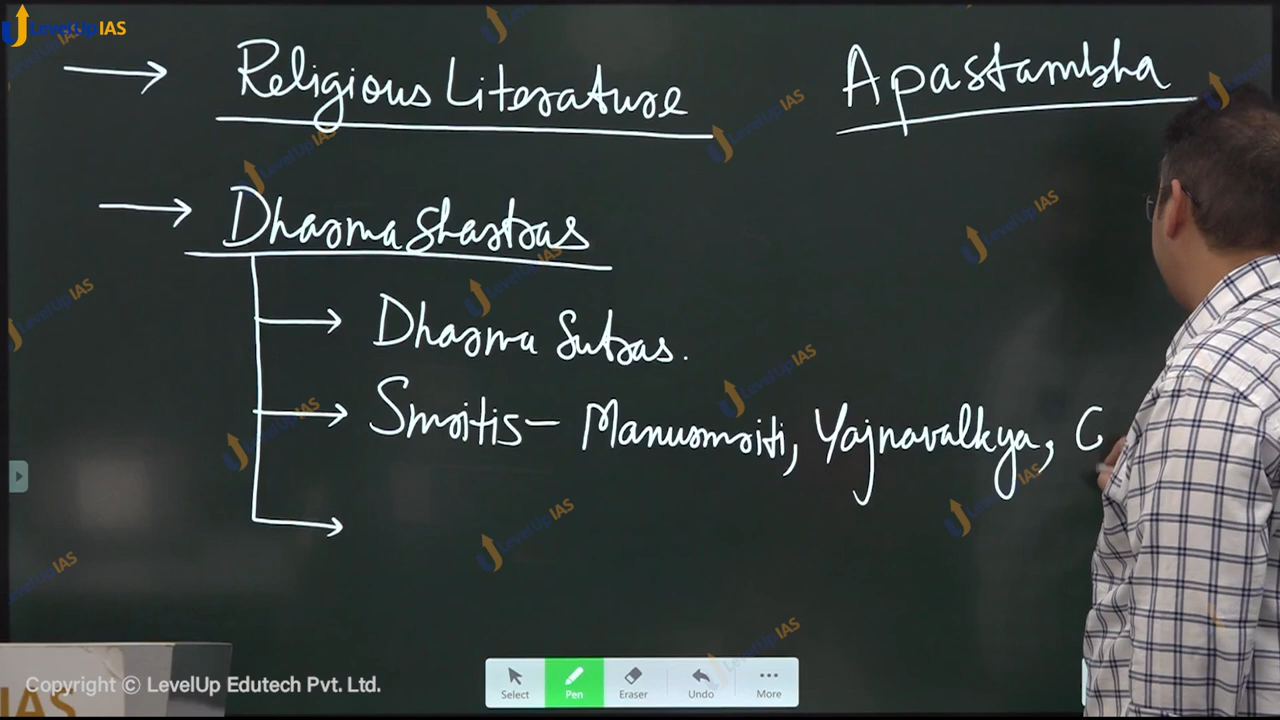 LevelUp IAS
Religious Literature
Apastambha
Dharmashastras
Dharma Sutras.
Smritis – Manusmriti, Yajnavalkya, C
Select Pen Eraser Undo More
Copyright © LevelUp Edutech Pvt. Ltd.
IAS